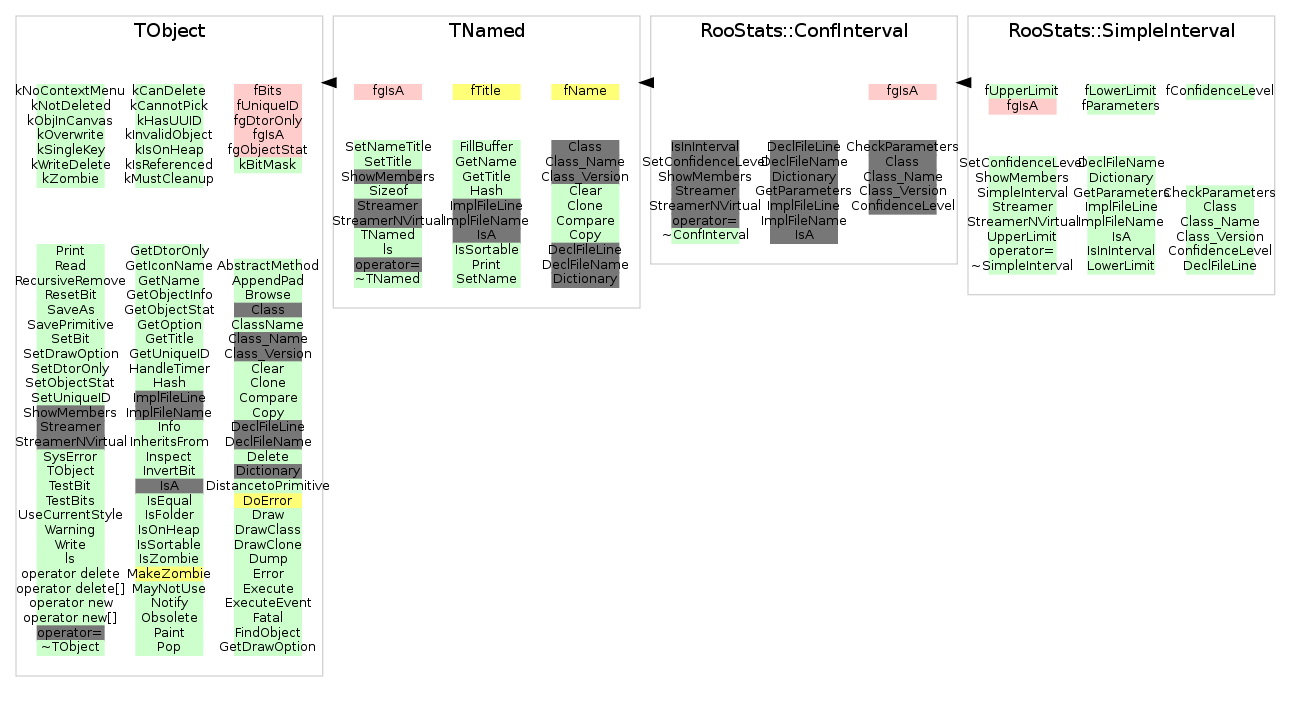 TObject
kNoContextMenu kCanDelete fBits
kNotDeleted kCannotPick fUniqueID
kObjInCanvas kHasUUID fgDtorOnly
kOverwrite kInvalidObject fgIsA
kSingleKey kIsOnHeap fgObjectStat
kWriteDelete kIsReferenced kBitMask
kZombie kMustCleanup
Print GetDtorOnly
Read GetIconName AbstractMethod
RecursiveRemove GetName AppendPad
ResetBit GetObjectInfo Browse
SaveAs GetObjectStat Class
SavePrimitive GetOption ClassName
SetBit GetTitle Class_Name
SetDrawOption GetUniqueID Class_Version
SetDtorOnly HandleTimer Clear
SetObjectStat Hash Clone
SetUniqueID ImplFileLine Compare
ShowMembers ImplFileName Copy
Streamer Info DeclFileLine
StreamerNVirtual InheritsFrom DeclFileName
SysError Inspect Delete
TObject InvertBit Dictionary
TestBit IsA DistancetoPrimitive
TestBits IsEqual DoError
UseCurrentStyle IsFolder Draw
Warning IsOnHeap DrawClass
Write IsSortable DrawClone
ls IsZombie Dump
operator delete MakeZombie Error
operator delete[] MayNotUse Execute
operator new Notify ExecuteEvent
operator new[] Obsolete Fatal
operator= Paint FindObject
~TObject Pop GetDrawOption
TNamed
fgIsA fTitle fName
SetNameTitle FillBuffer Class
SetTitle GetName Class_Name
ShowMembers GetTitle Class_Version
Sizeof Hash Clear
Streamer ImplFileLine Clone
StreamerNVirtual ImplFileName Compare
TNamed IsA Copy
ls IsSortable DeclFileLine
operator= Print DeclFileName
~TNamed SetName Dictionary
RooStats::ConfInterval
fgIsA
IsInInterval DeclFileLine CheckParameters
SetConfidenceLevel DeclFileName Class
ShowMembers Dictionary Class_Name
Streamer GetParameters Class_Version
StreamerNVirtual ImplFileLine ConfidenceLevel
operator= ImplFileName
~ConfInterval IsA
RooStats::SimpleInterval
fUpperLimit fLowerLimit fConfidenceLevel
fgIsA fParameters
SetConfidenceLevel DeclFileName
ShowMembers Dictionary
SimpleInterval GetParameters CheckParameters
Streamer ImplFileLine Class
StreamerNVirtual ImplFileName Class_Name
UpperLimit IsA Class_Version
operator= IsInInterval ConfidenceLevel
~SimpleInterval LowerLimit DeclFileLine